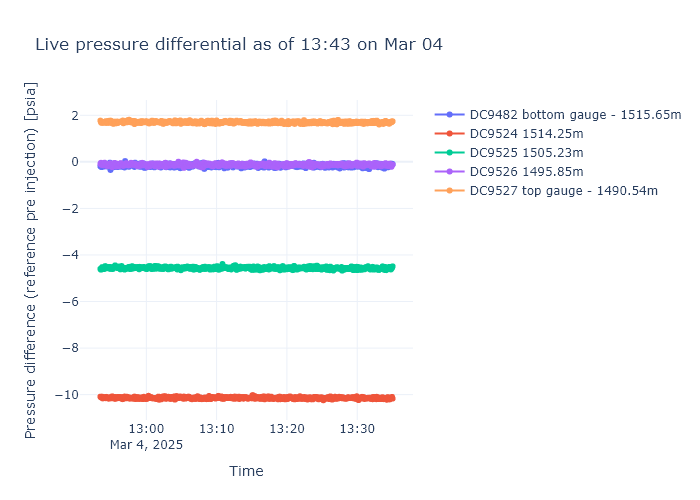 Live pressure differential as of 13:43 on Mar 04
Pressure difference (reference pre injection) [psia]
2
0
−2
−4
−6
−8
−10
13:00
Mar 4, 2025
13:10
13:20
13:30
Time
DC9482 bottom gauge - 1515.65m
DC9524 1514.25m
DC9525 1505.23m
DC9526 1495.85m
DC9527 top gauge - 1490.54m